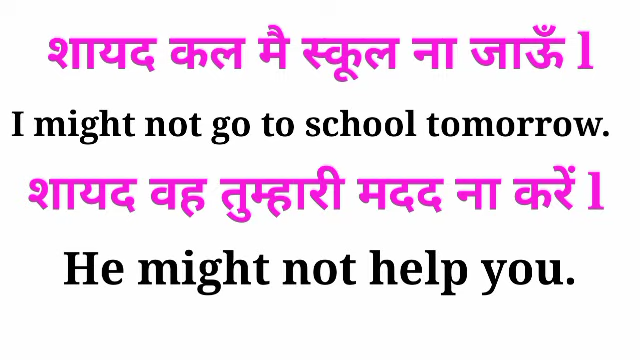 शायद कल मै स्कूल ना जाऊँ l
I might not go to school tomorrow.
शायद वह तुम्हारी मदद ना करें l
He might not help you.